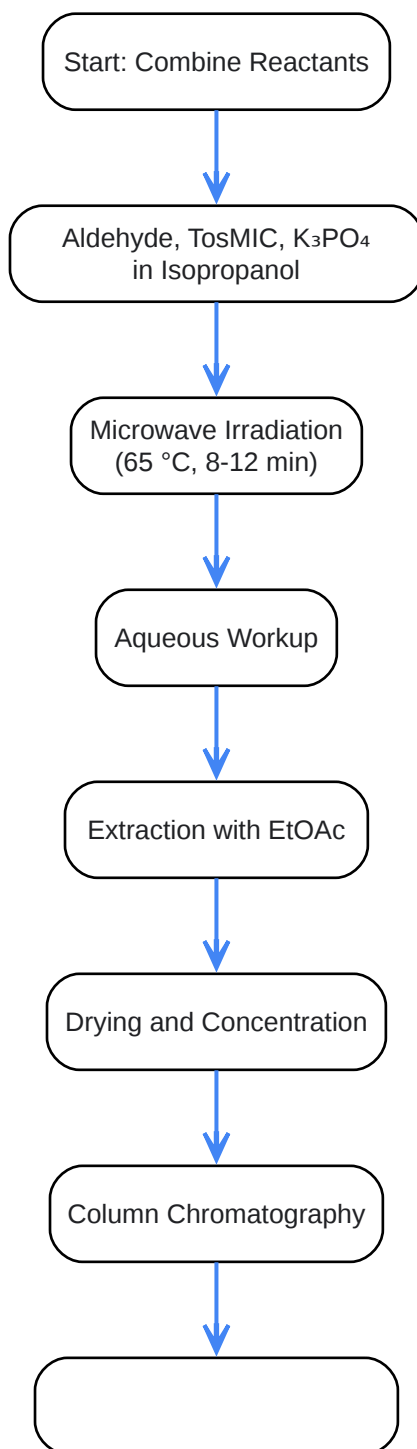 Start: Combine Reactants
Aldehyde, TosMIC, K₃PO₄
in Isopropanol
Microwave Irradiation
(65 °C, 8-12 min)
Aqueous Workup
Extraction with EtOAc
Drying and Concentration
Column Chromatography